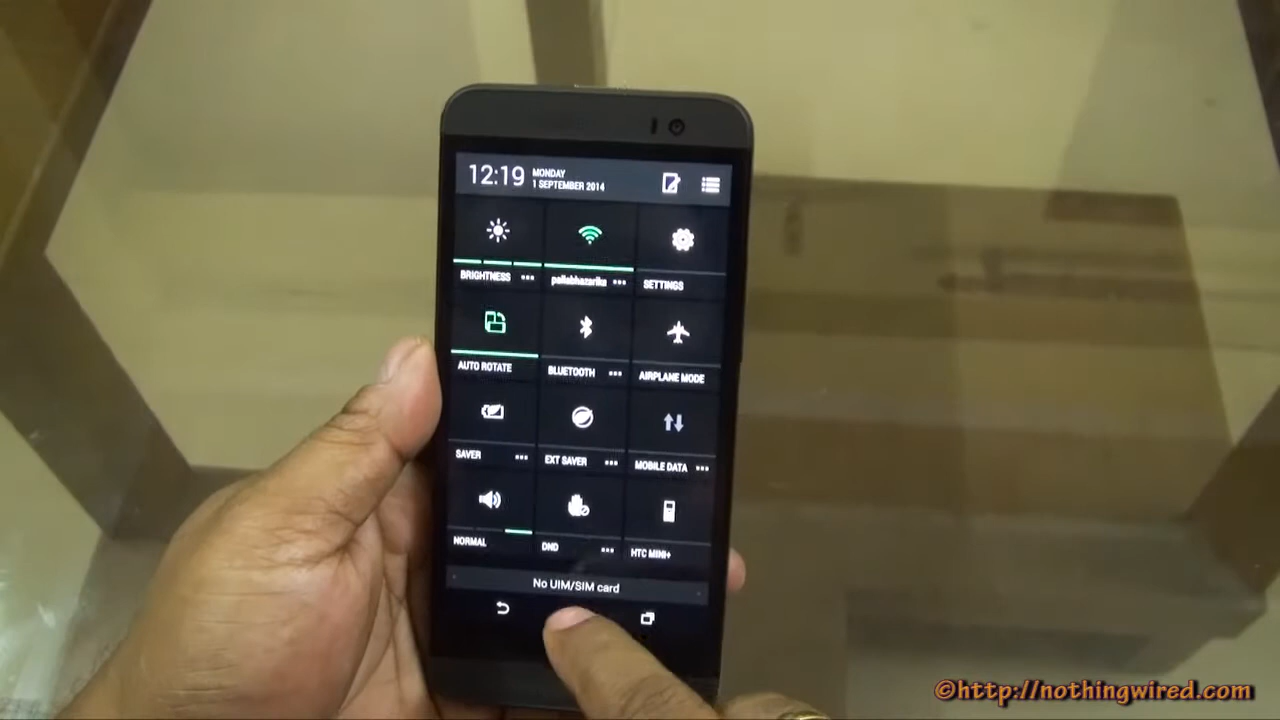 12:19 MONDAY
1 SEPTEMBER 2014
BRIGHTNESS pallabhazarika SETTINGS
AUTO ROTATE BLUETOOTH AIRPLANE MODE
SAVER EXT SAVER MOBILE DATA
NORMAL DND HTC MINI+
No UIM/SIM card
©http://nothingwired.com